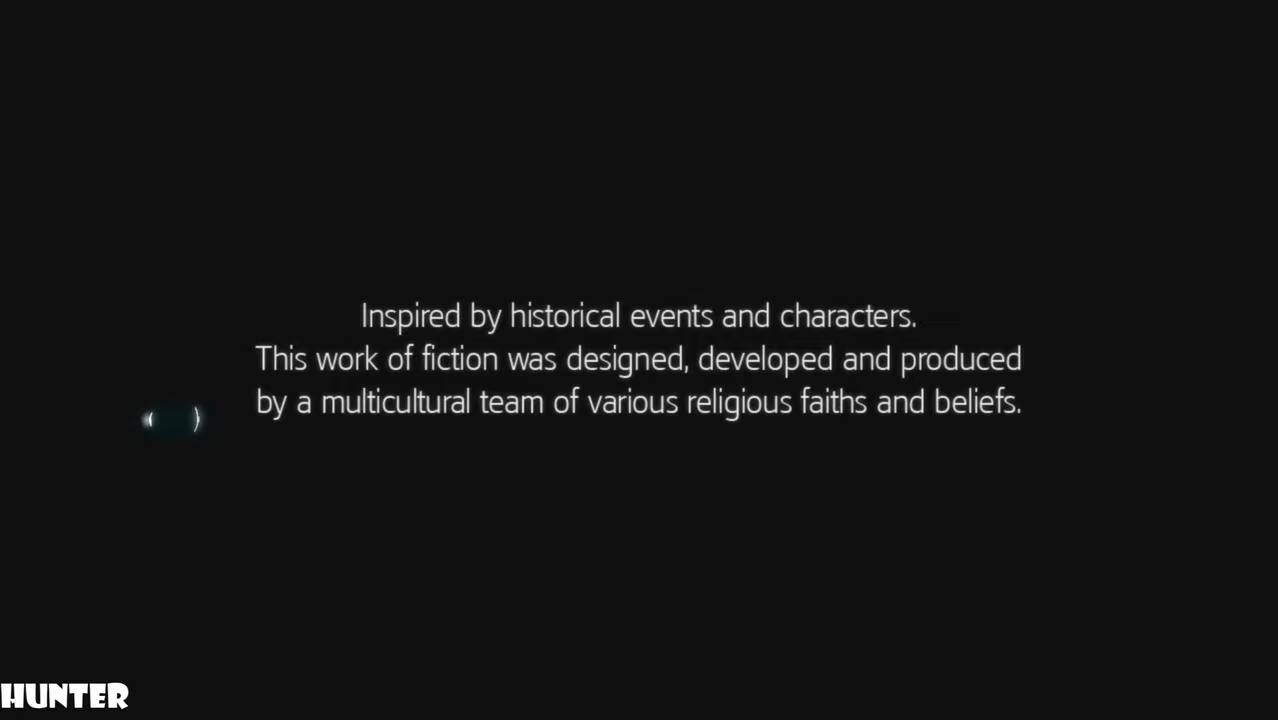 Inspired by historical events and characters.
This work of fiction was designed, developed and produced
by a multicultural team of various religious faiths and beliefs.
HUNTER